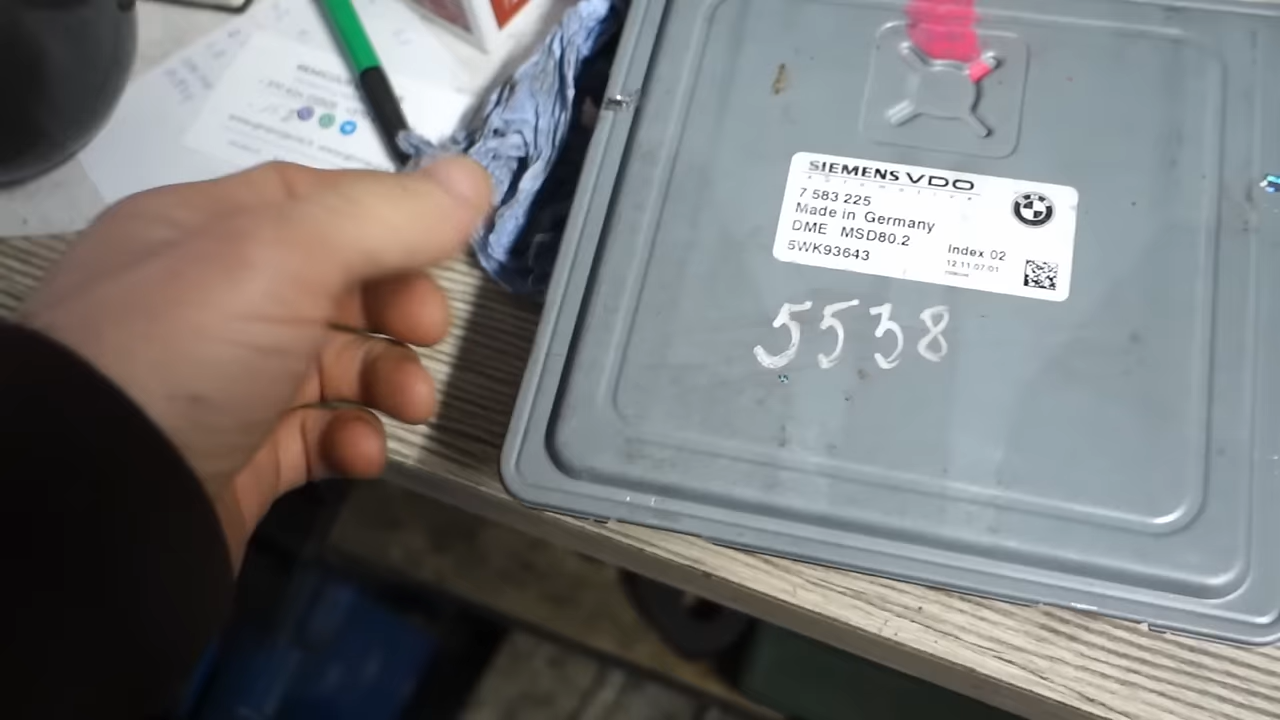 SIEMENS VDO
Automotive
7 583 225
Made in Germany
DME MSD80.2
5WK93643
Index 02
12.11.07 01
5538